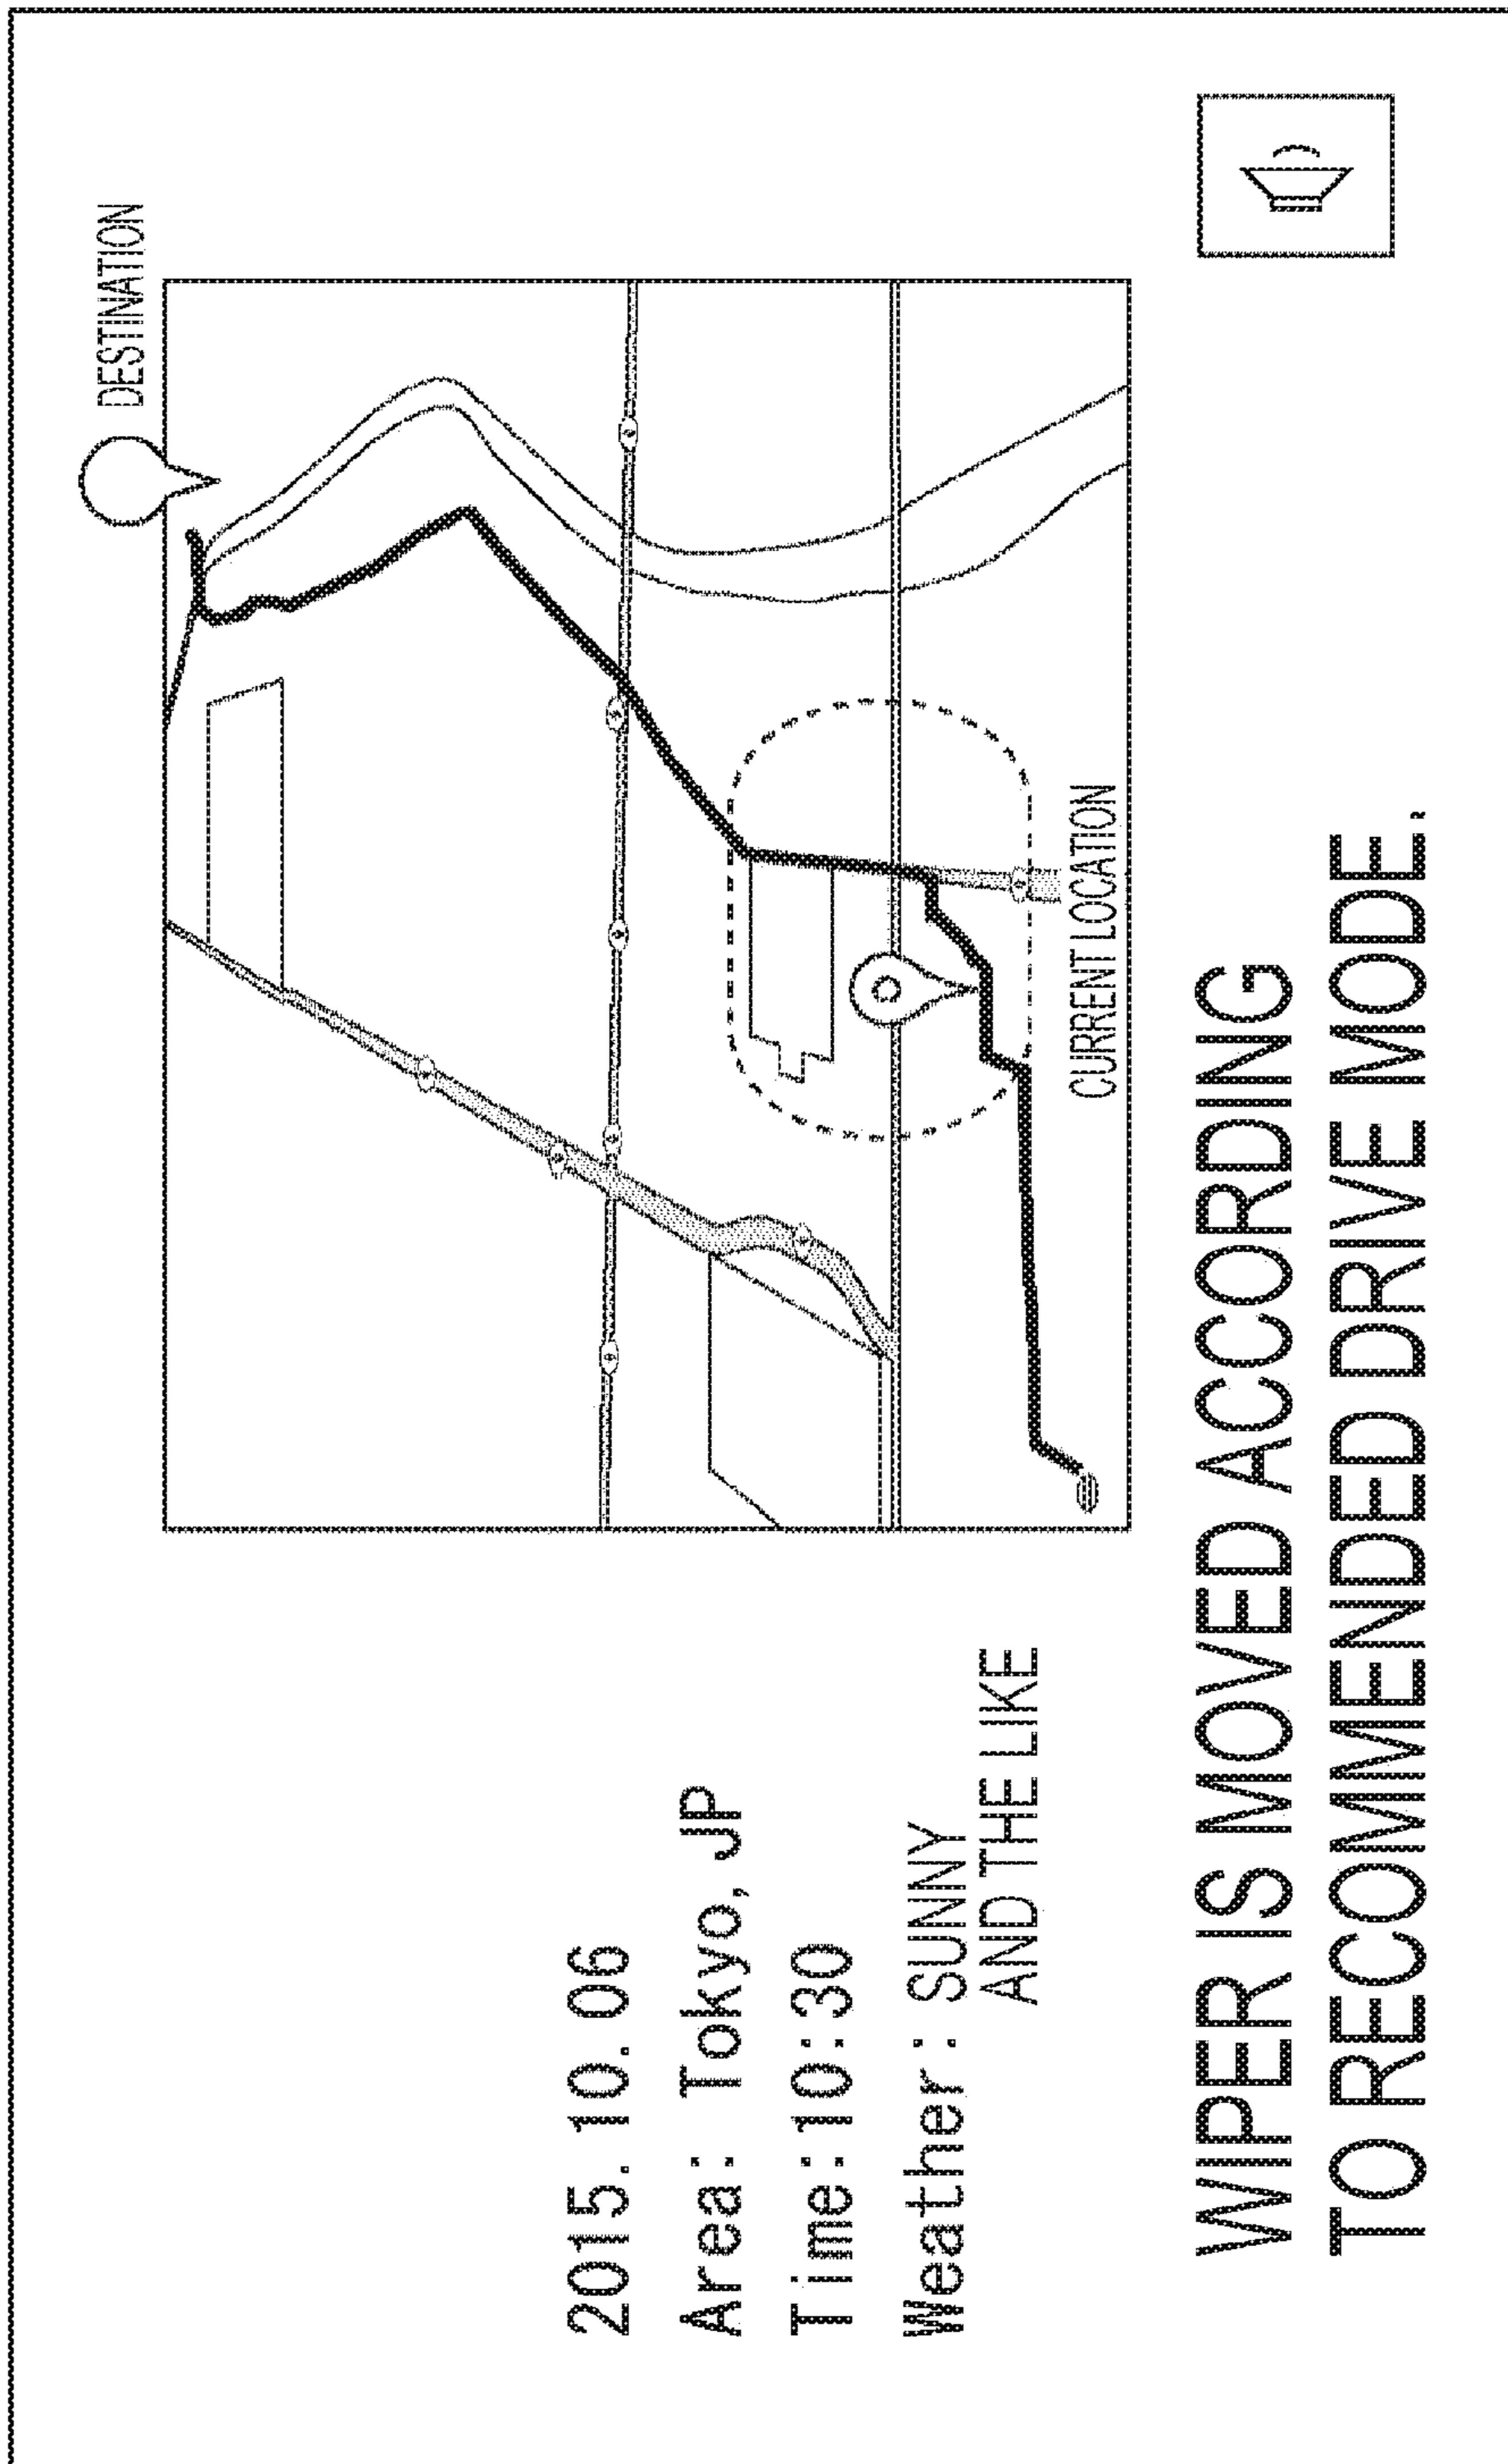 2015. 10. 06
Area: Tokyo, JP
Time:10:30
Weather: SUNNY
AND THE LIKE
DESTINATION
CURRENT LOCATION
WIPER IS MOVED ACCORDING
TO RECOMMENDED DRIVE MODE.